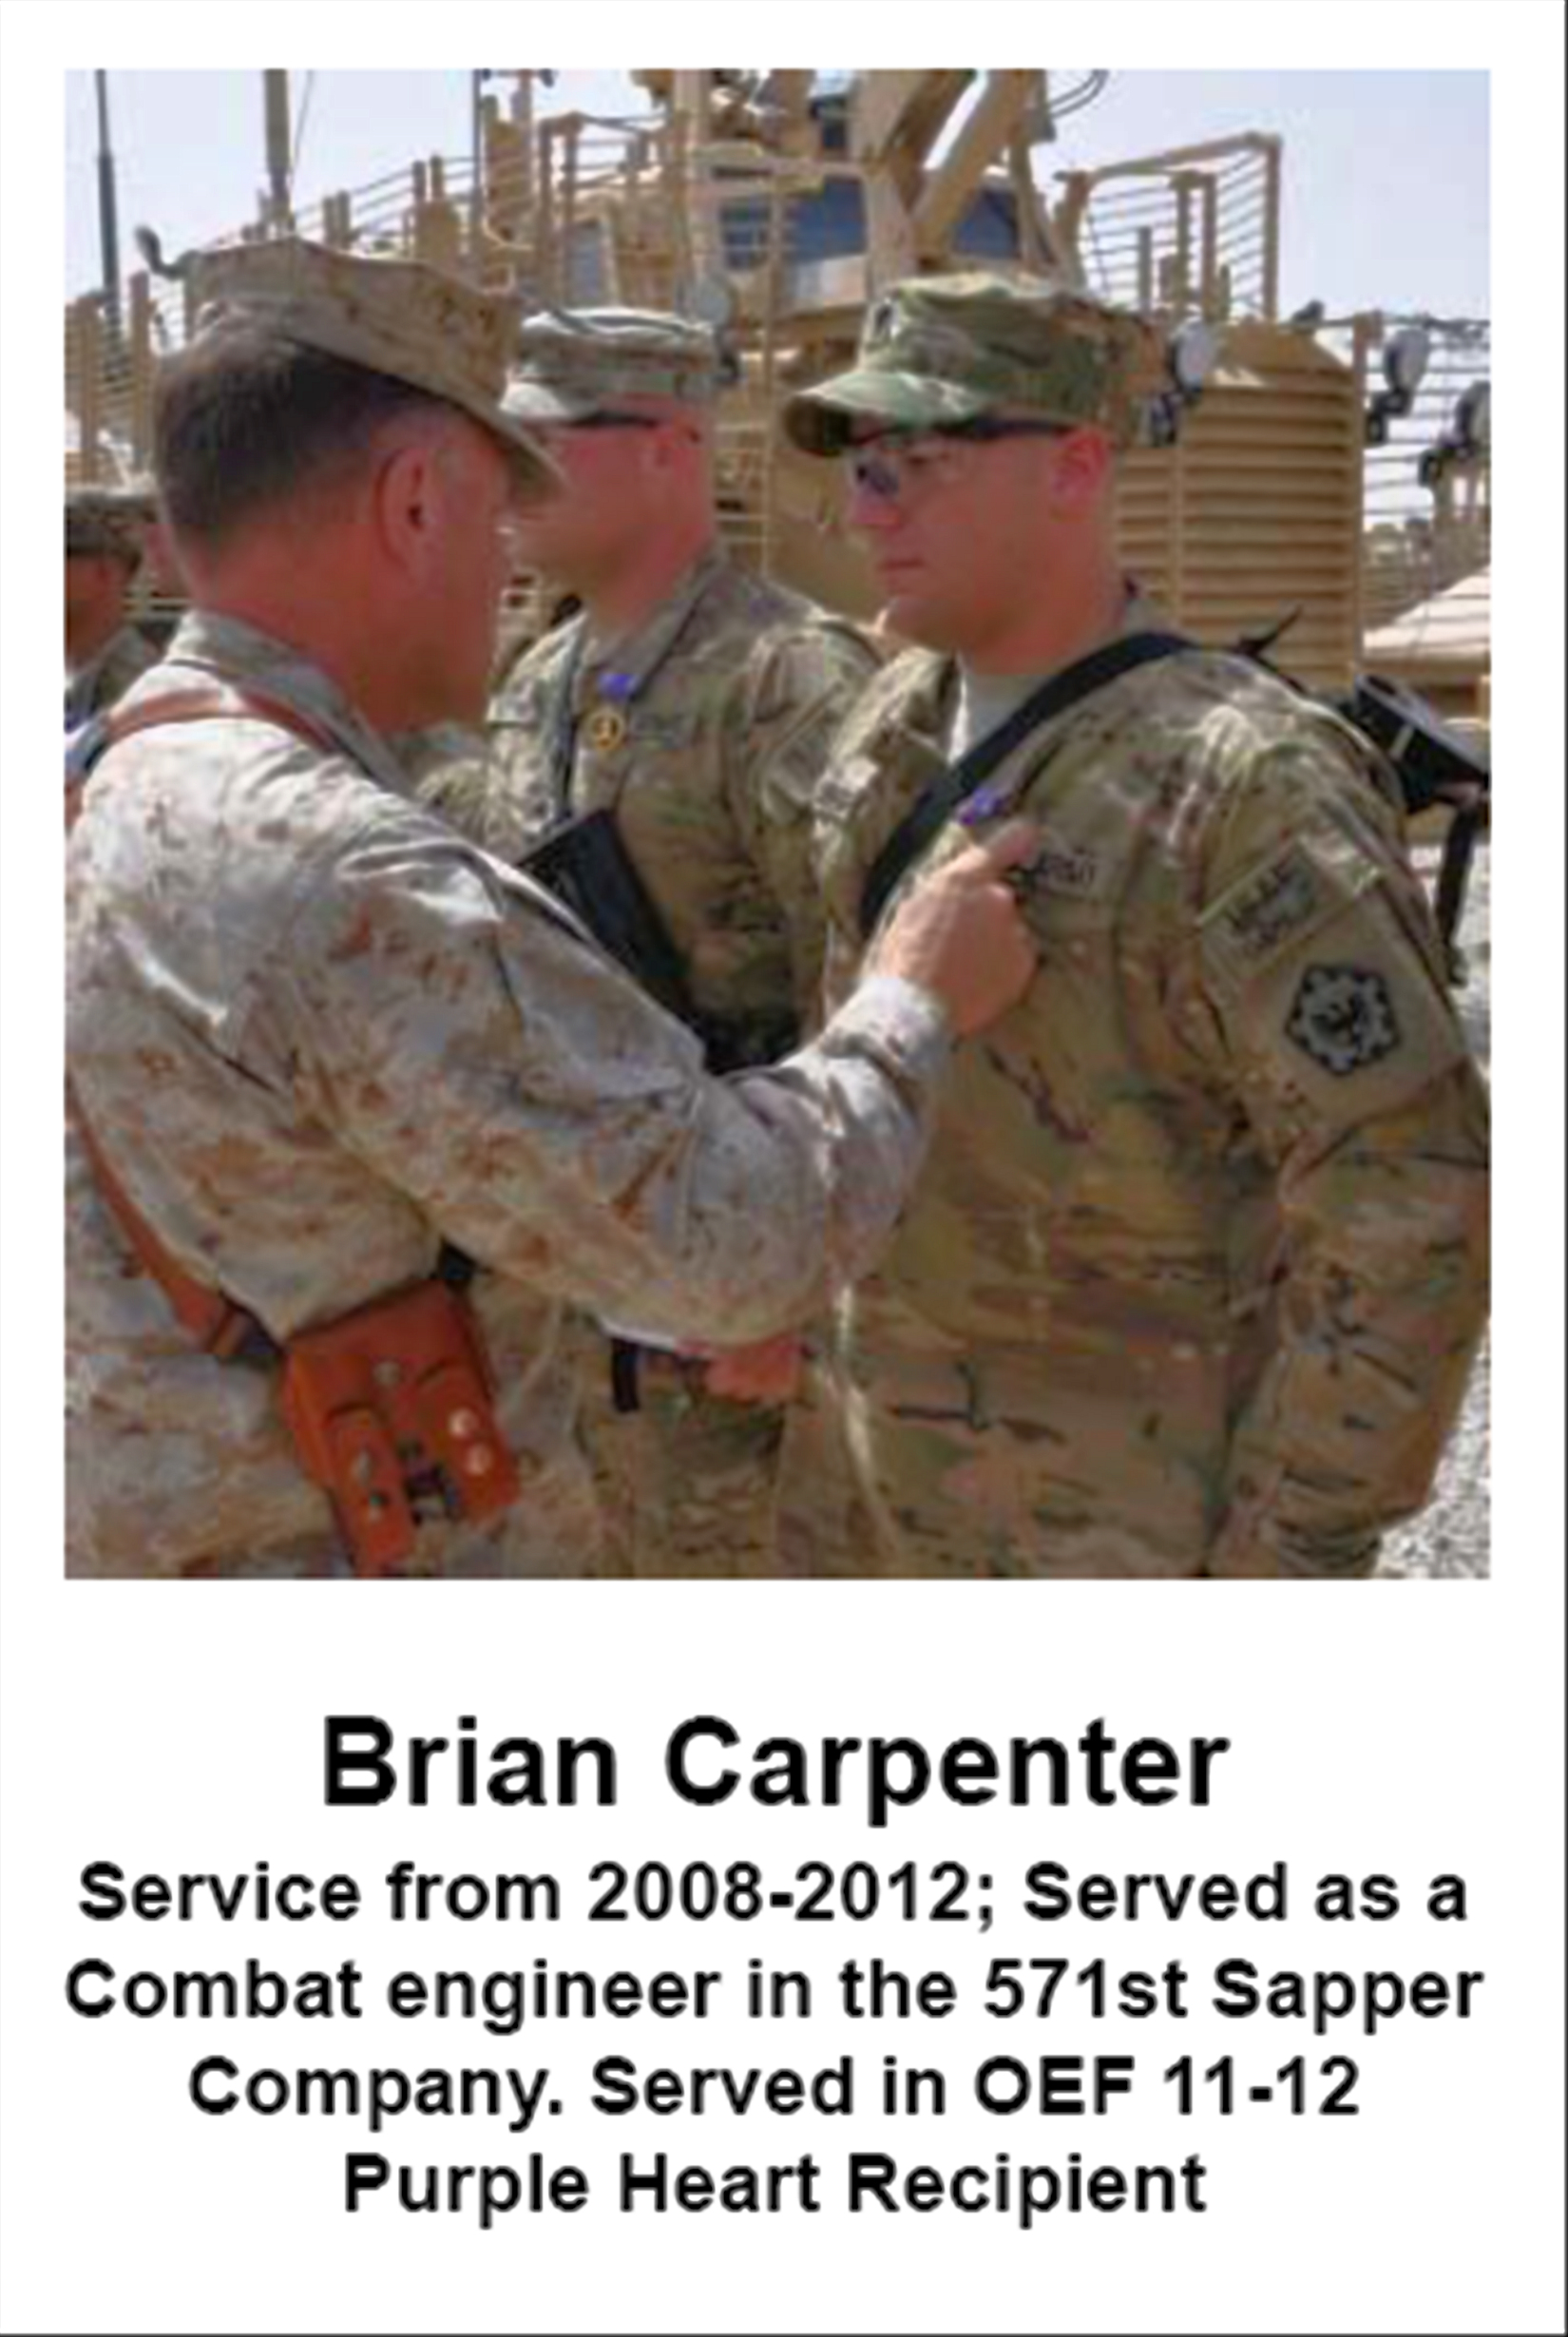 Brian Carpenter
Service from 2008-2012; Served as a
Combat engineer in the 571st Sapper
Company. Served in OEF 11-12
Purple Heart Recipient